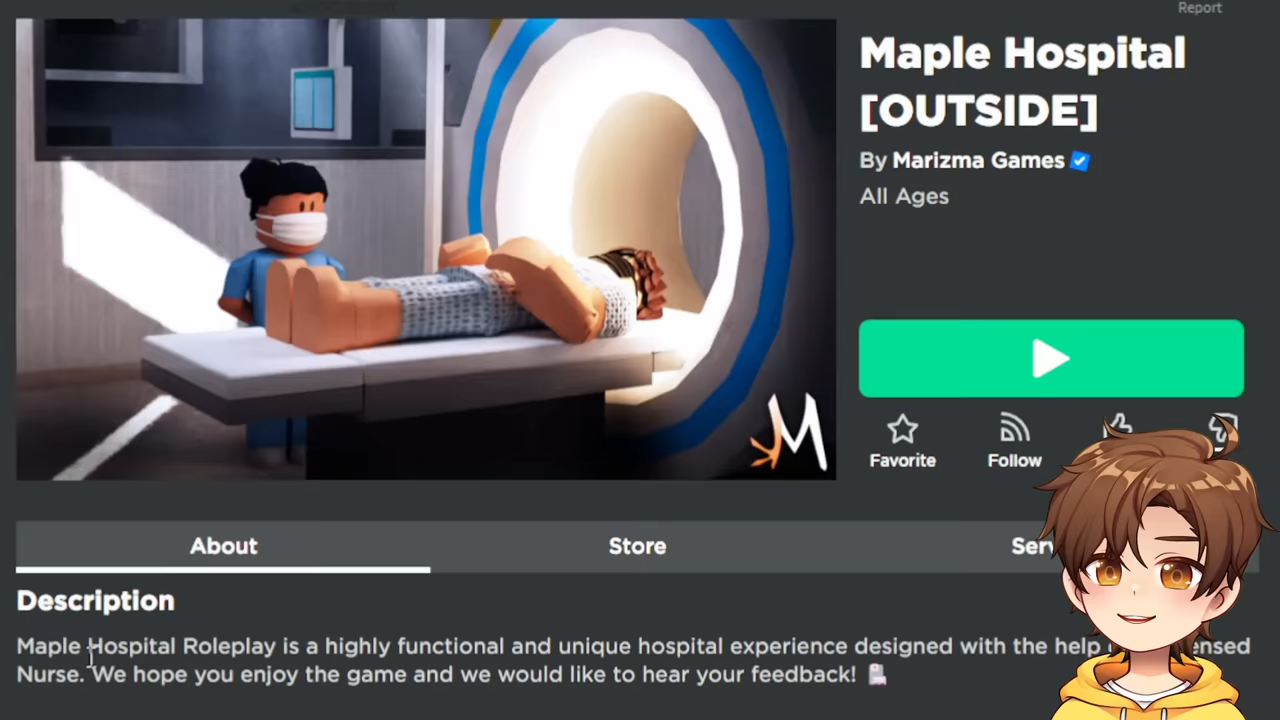 Report
Maple Hospital
[OUTSIDE]
By Marizma Games
All Ages
Favorite
Follow
M
About
Store
Description
Maple Hospital Roleplay is a highly functional and unique hospital experience designed with the help
Nurse. We hope you enjoy the game and we would like to hear your feedback!